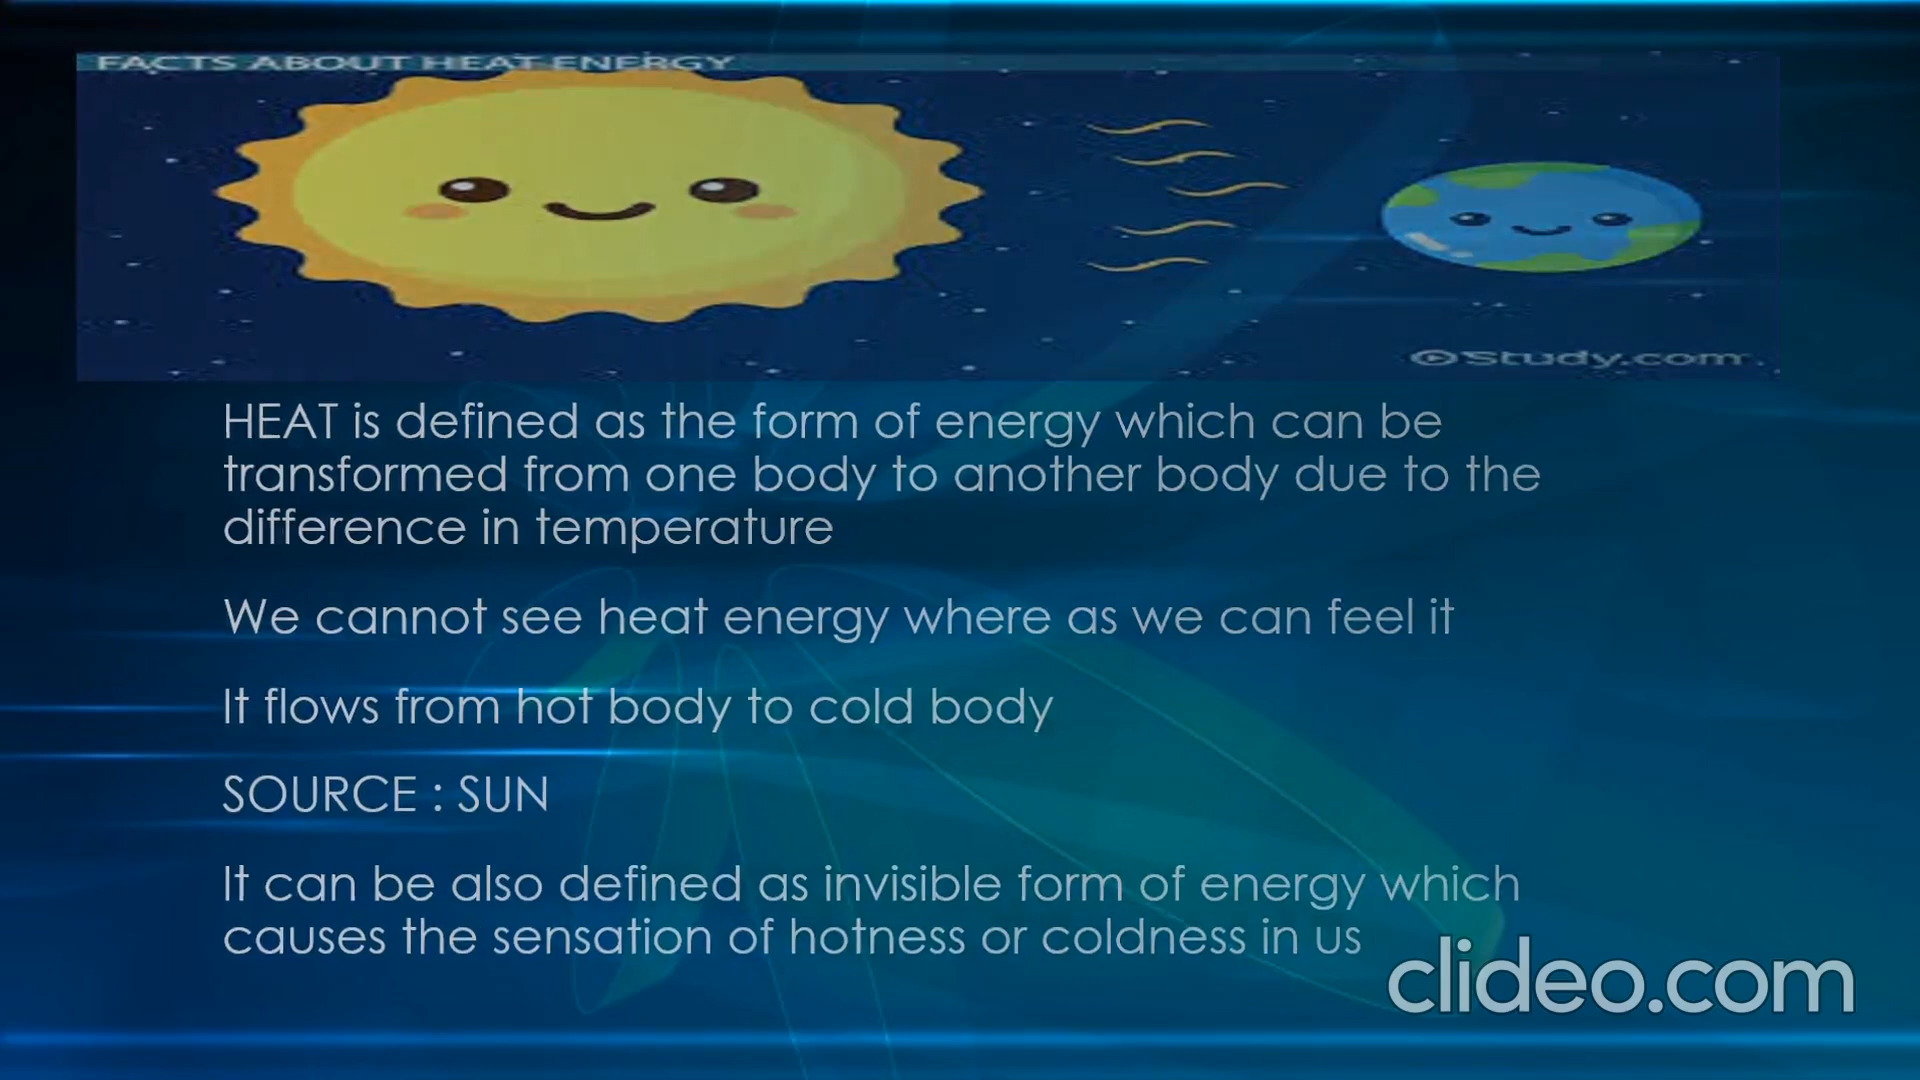 FACTS ABOUT HEAT ENERGY
Study.com
HEAT is defined as the form of energy which can be
transformed from one body to another body due to the
difference in temperature
We cannot see heat energy where as we can feel it
It flows from hot body to cold body
SOURCE : SUN
It can be also defined as invisible form of energy which
causes the sensation of hotness or coldness in us
clideo.com